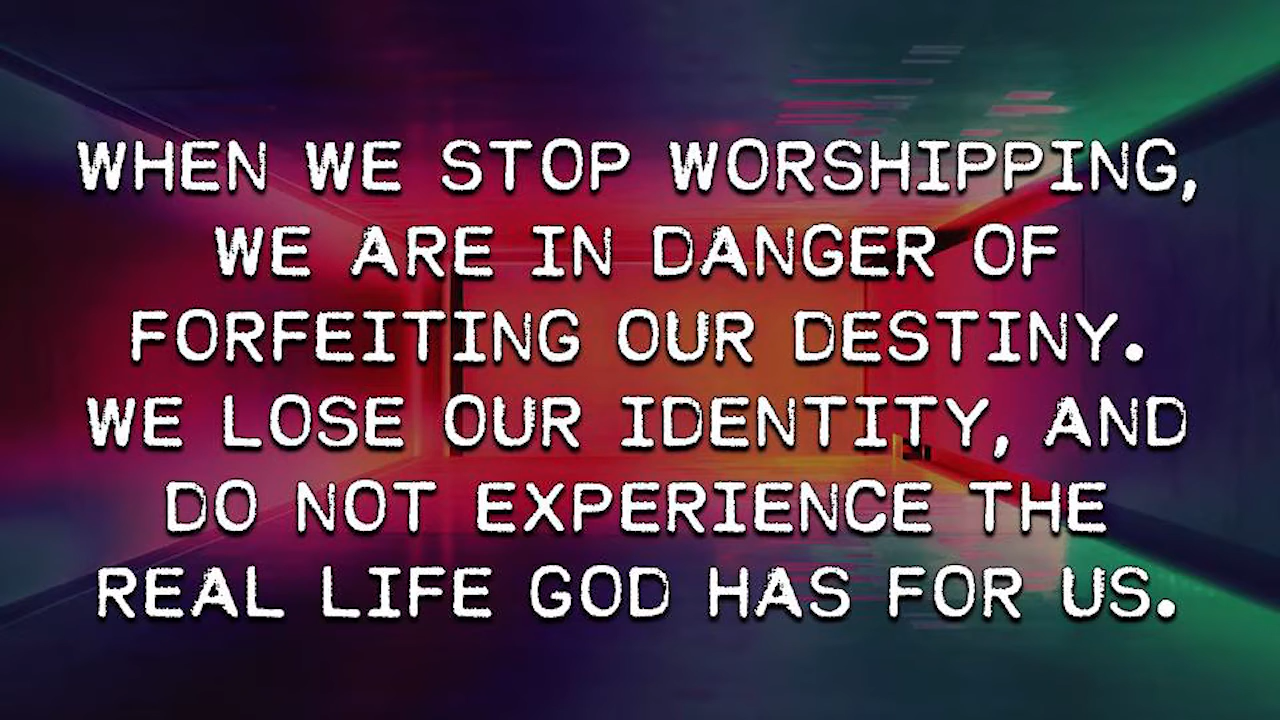 WHEN WE STOP WORSHIPPING,
WE ARE IN DANGER OF
FORFEITING OUR DESTINY.
WE LOSE OUR IDENTITY, AND
DO NOT EXPERIENCE THE
REAL LIFE GOD HAS FOR US.